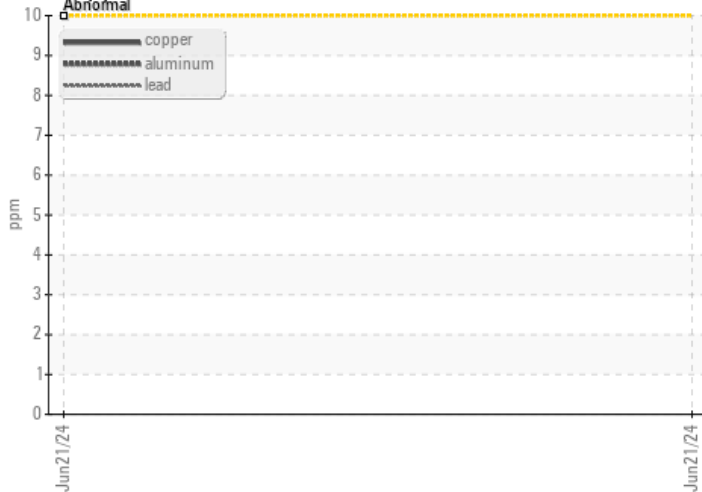 Abnormal
10
copper
9
aluminum
lead
8
7
6
ppm
5
4
3
2
1
0
Jun21/24
Jun21/24